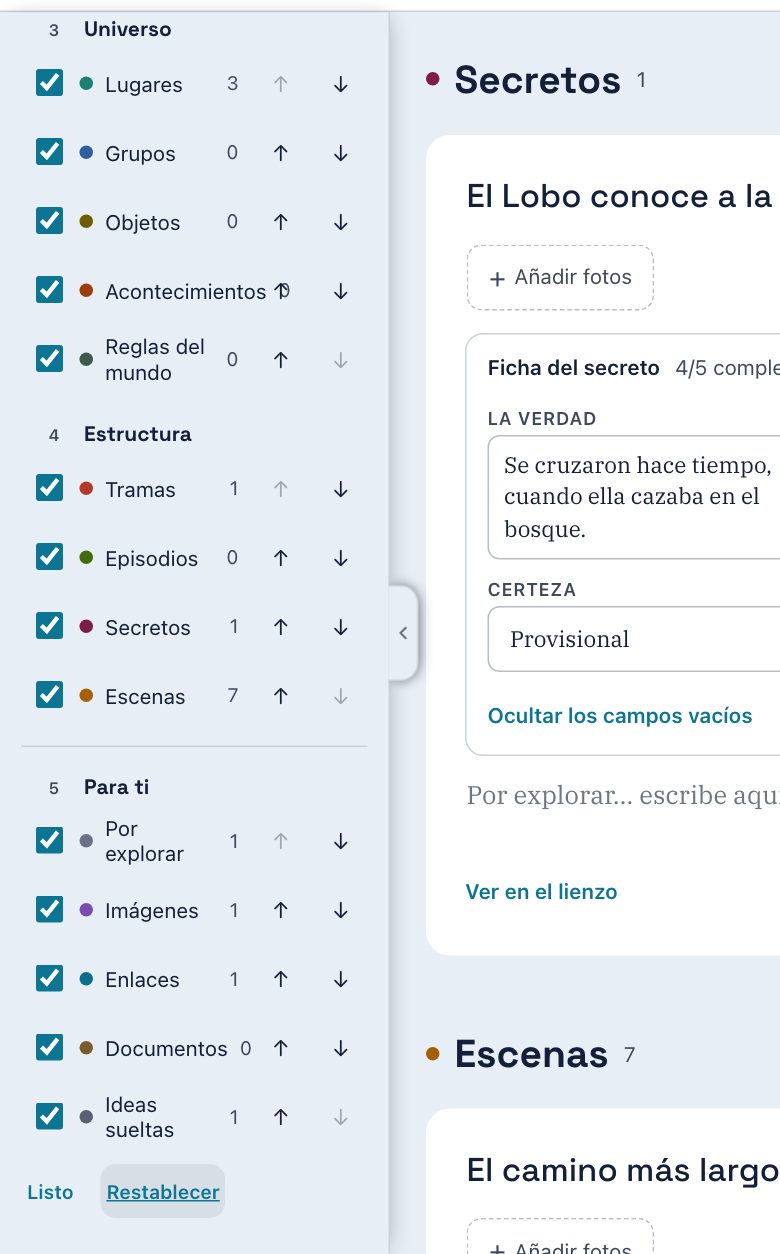 3 Universo
Lugares 3 ↑ ↓
Grupos 0 ↑ ↓
Objetos 0 ↑ ↓
Acontecimientos 0 ↑ ↓
Reglas del
mundo 0 ↑ ↓
4 Estructura
Tramas 1 ↑ ↓
Episodios 0 ↑ ↓
Secretos 1 ↑ ↓
Escenas 7 ↑ ↓
5 Para ti
Por
explorar 1 ↑ ↓
Imágenes 1 ↑ ↓
Enlaces 1 ↑ ↓
Documentos 0 ↑ ↓
Ideas
sueltas 1 ↑ ↓
Listo Restablecer
Secretos 1
El Lobo conoce a la
+ Añadir fotos
Ficha del secreto 4/5 comple
LA VERDAD
Se cruzaron hace tiempo,
cuando ella cazaba en el
bosque.
CERTEZA
Provisional
Ocultar los campos vacíos
Por explorar... escribe aqu
Ver en el lienzo
Escenas 7
El camino más largo
+ Añadir fotos